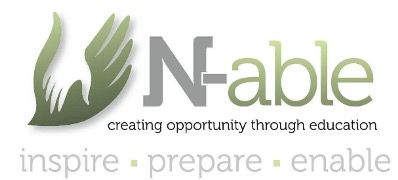 N-able
creating opportunity through education
inspire ▪ prepare ▪ enable